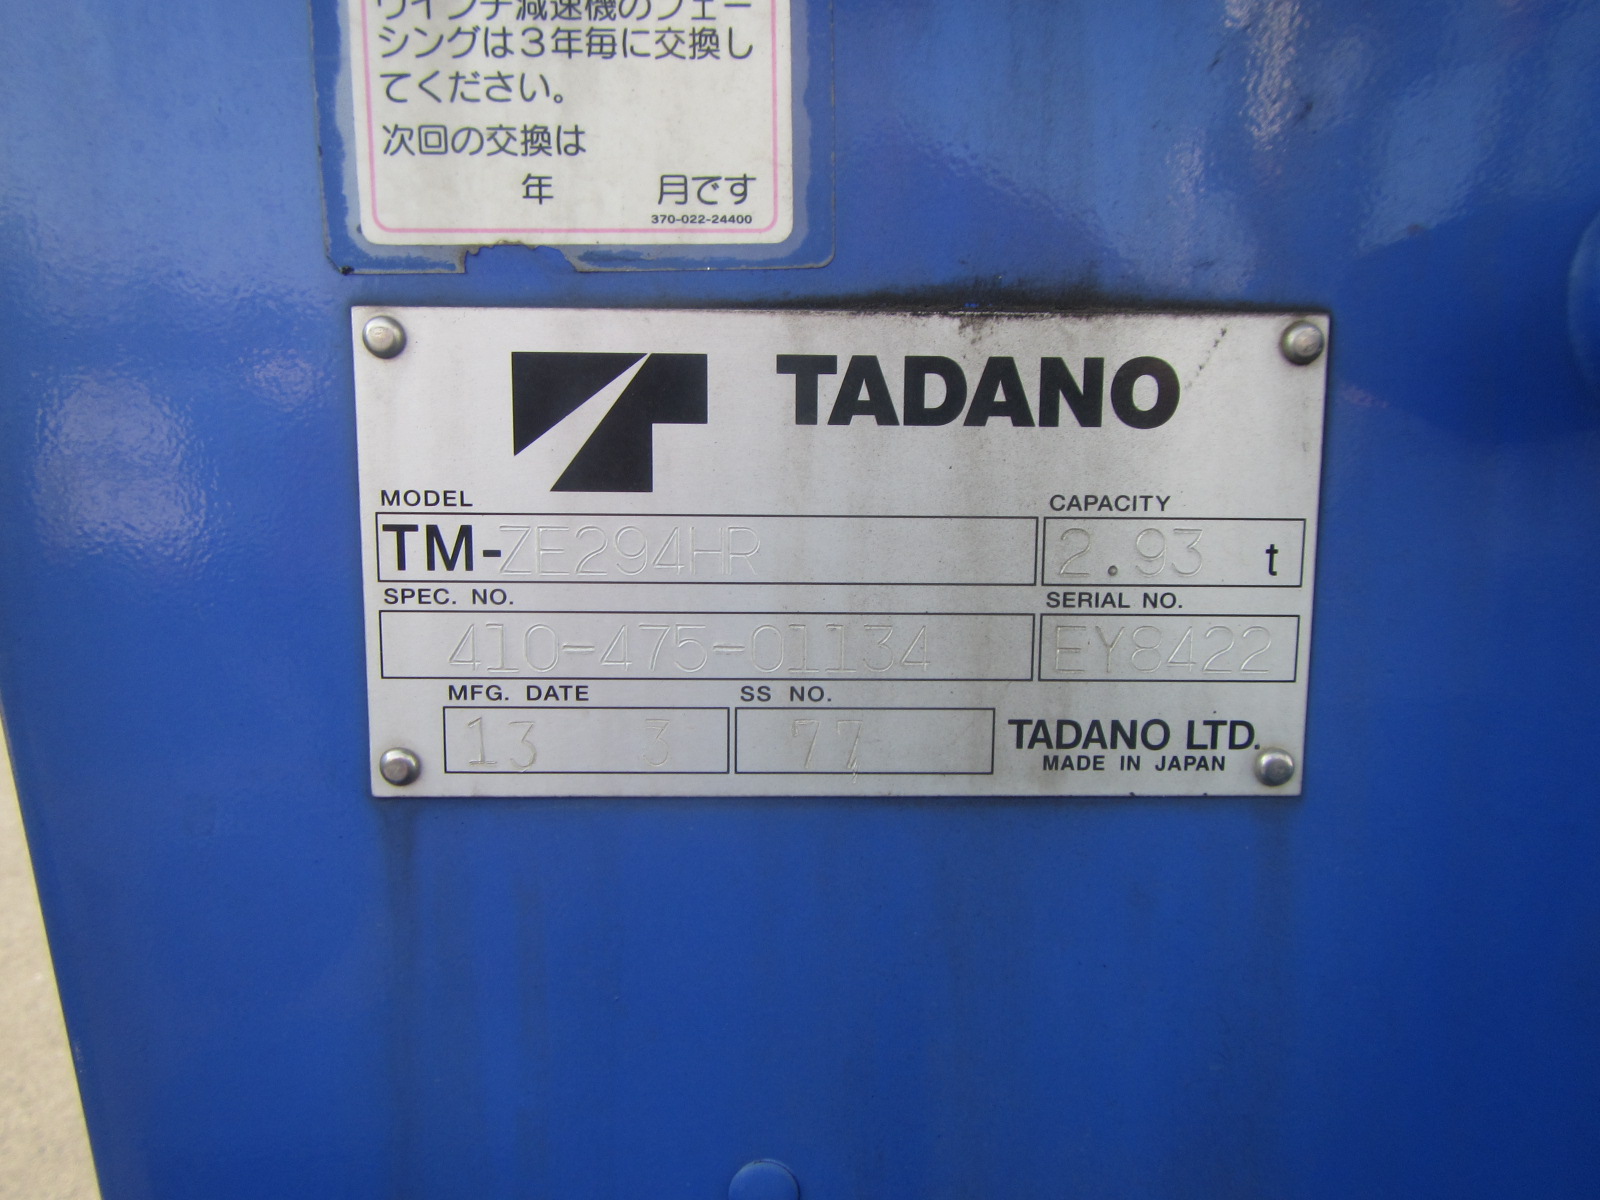 ウインチ減速機のフェー
シングは3年毎に交換し
てください。
次回の交換は
年 月です
370-022-24400
TADANO
MODEL CAPACITY
TM-ZE294HR 2.93 t
SPEC. NO. SERIAL NO.
410-475-01134 EY8422
MFG. DATE SS NO.
13 3 77
TADANO LTD.
MADE IN JAPAN